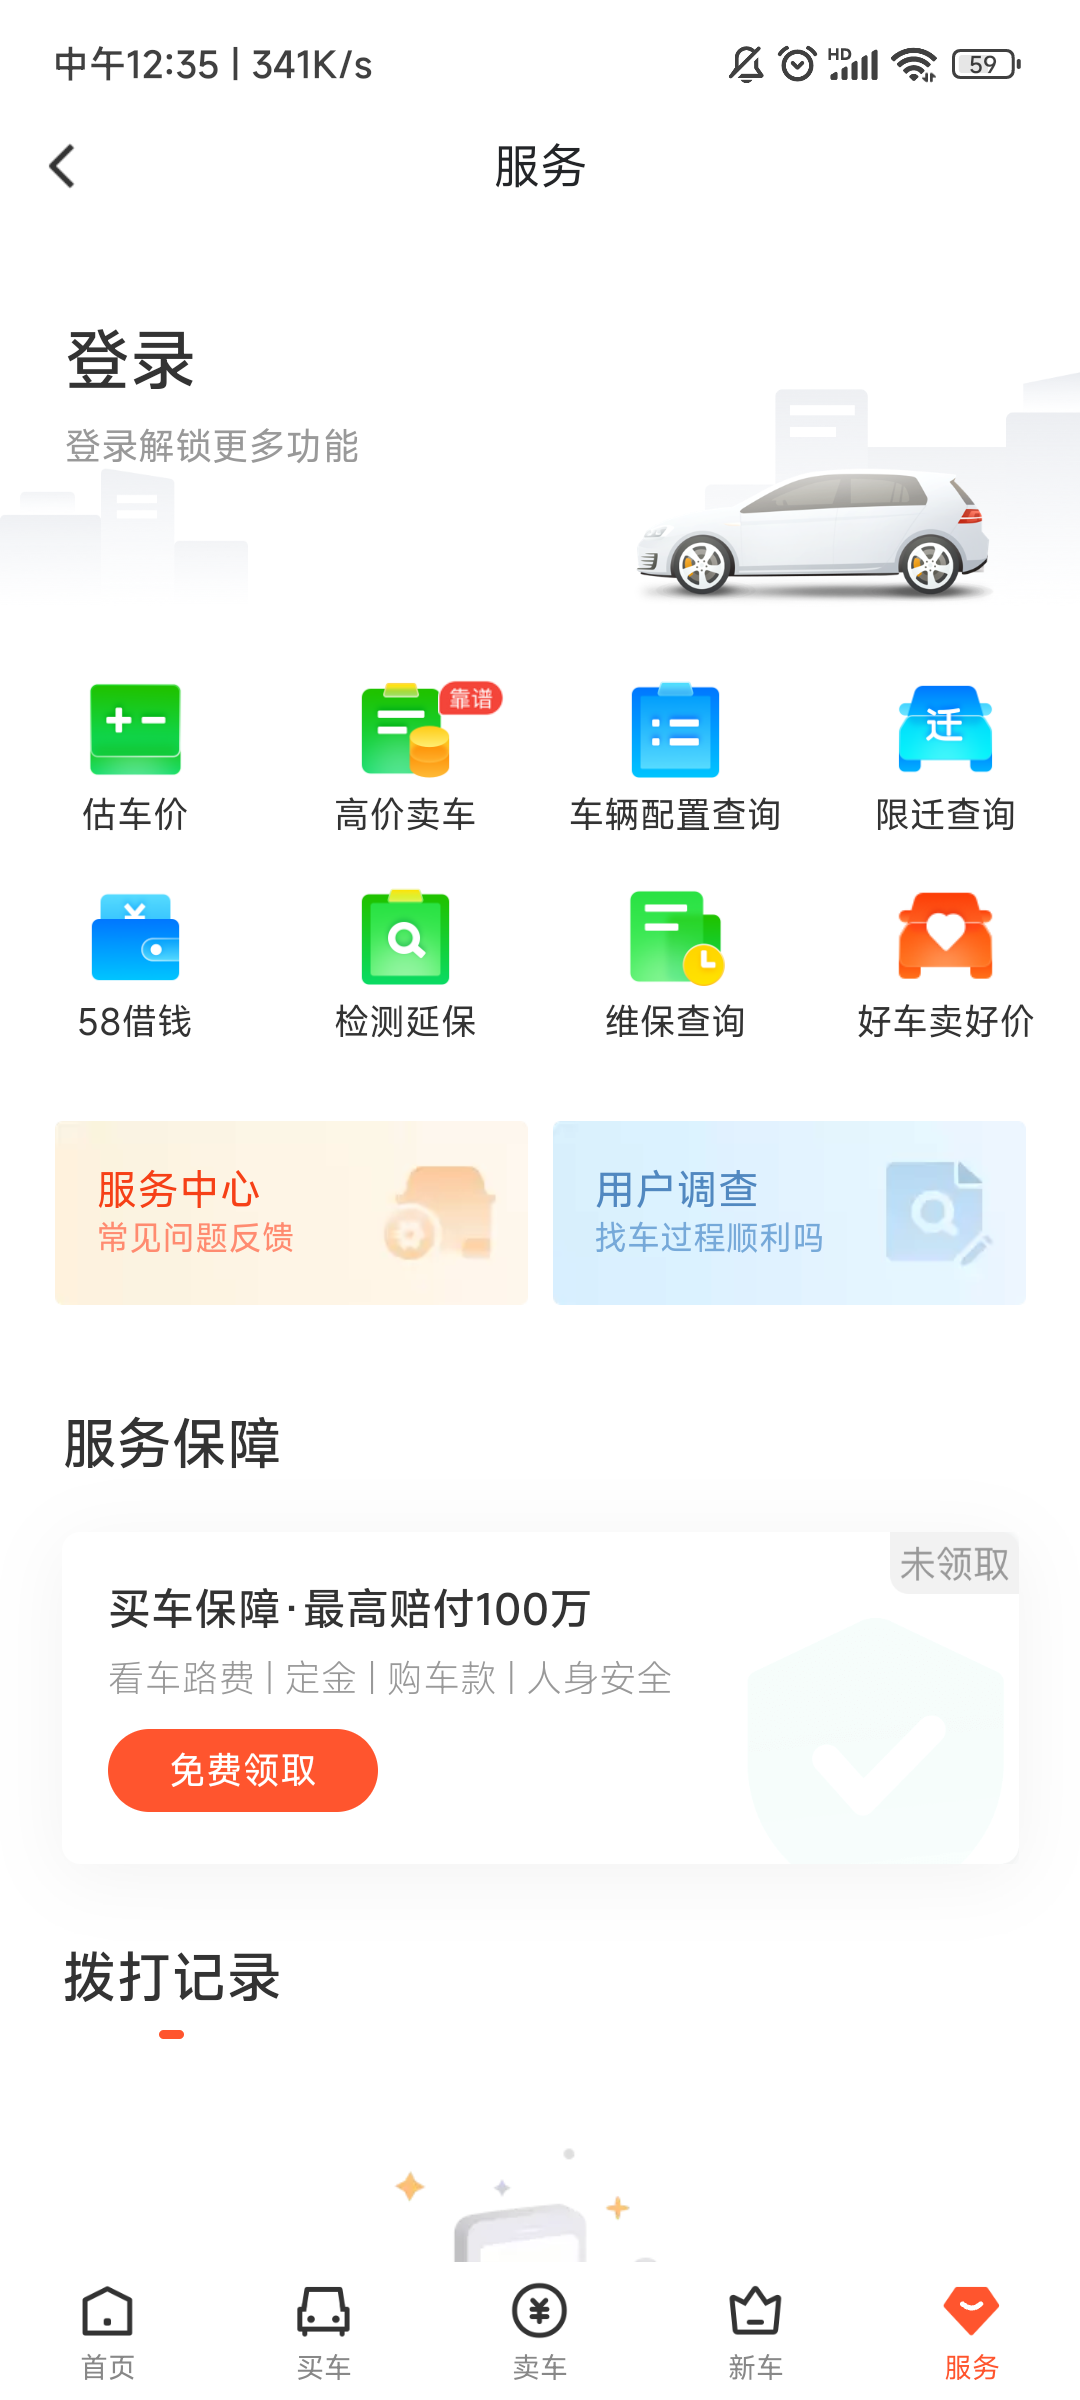 中午12:35 | 341K/s
HD
59
服务
登录
登录解锁更多功能
靠谱
迁
估车价
高价卖车
车辆配置查询
限迁查询
58借钱
检测延保
维保查询
好车卖好价
服务中心
常见问题反馈
用户调查
找车过程顺利吗
服务保障
未领取
买车保障·最高赔付100万
看车路费 | 定金 | 购车款 | 人身安全
免费领取
拨打记录
首页
买车
卖车
新车
服务